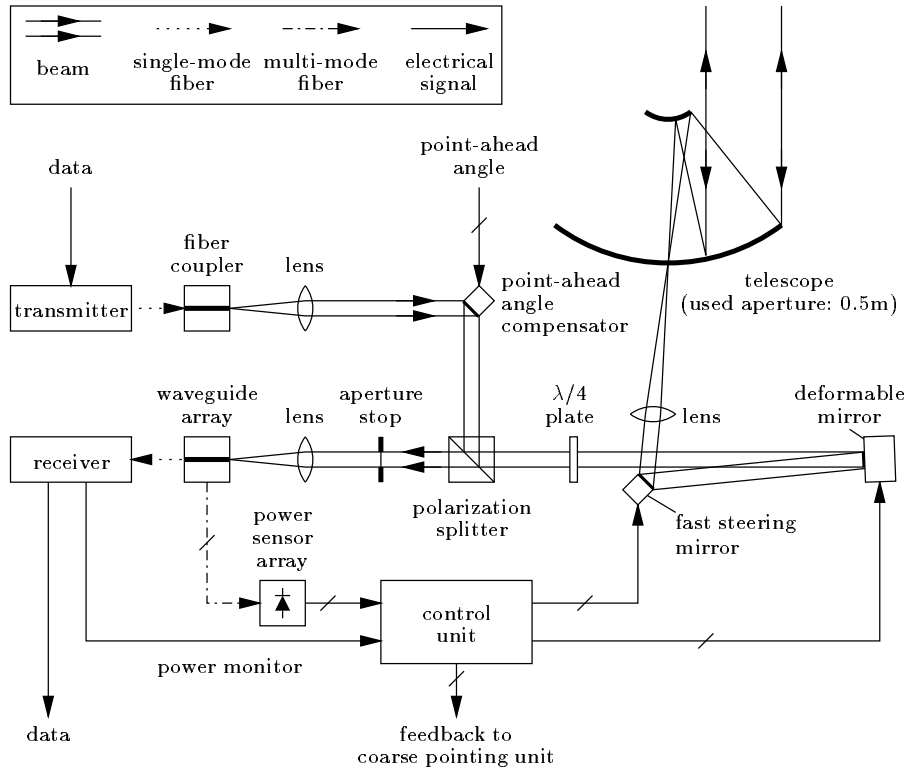 beam
single-mode
fiber
multi-mode
fiber
electrical
signal
data
point-ahead
angle
fiber
coupler
lens
transmitter
point-ahead
angle
compensator
telescope
(used aperture: 0.5m)
waveguide
array
lens
aperture
stop
λ/4
plate
lens
deformable
mirror
receiver
polarization
splitter
fast steering
mirror
power
sensor
array
control
unit
power monitor
data
feedback to
coarse pointing unit